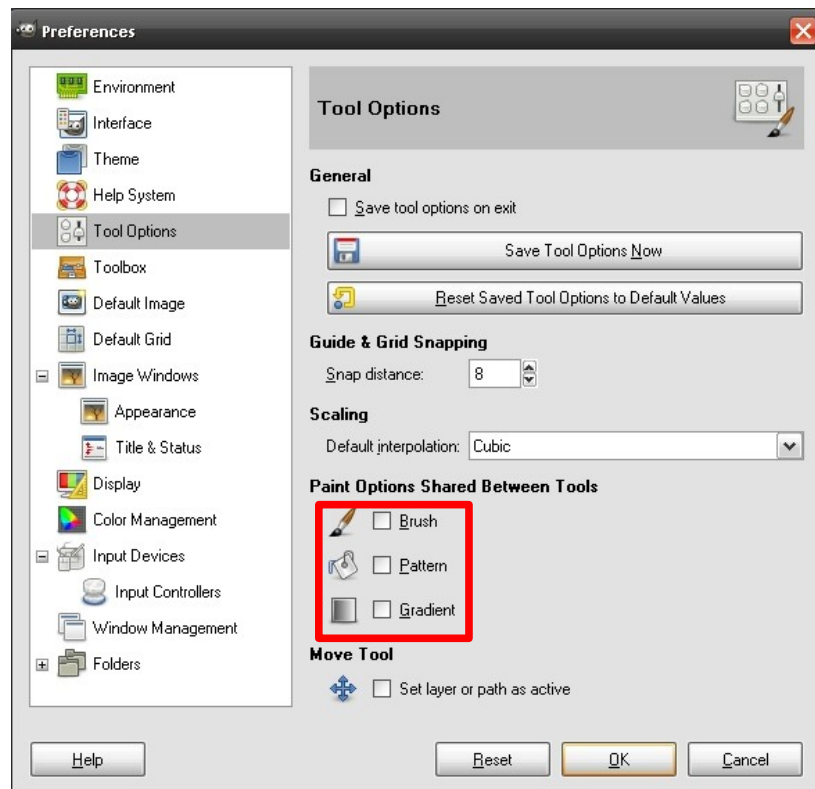 Preferences
Environment
Interface
Theme
Help System
Tool Options
Toolbox
Default Image
Default Grid
Image Windows
Appearance
Title & Status
Display
Color Management
Input Devices
Input Controllers
Window Management
Folders
Tool Options
General
Save tool options on exit
Save Tool Options Now
Reset Saved Tool Options to Default Values
Guide & Grid Snapping
Snap distance: 8
Scaling
Default interpolation: Cubic
Paint Options Shared Between Tools
Brush
Pattern
Gradient
Move Tool
Set layer or path as active
Help Reset OK Cancel